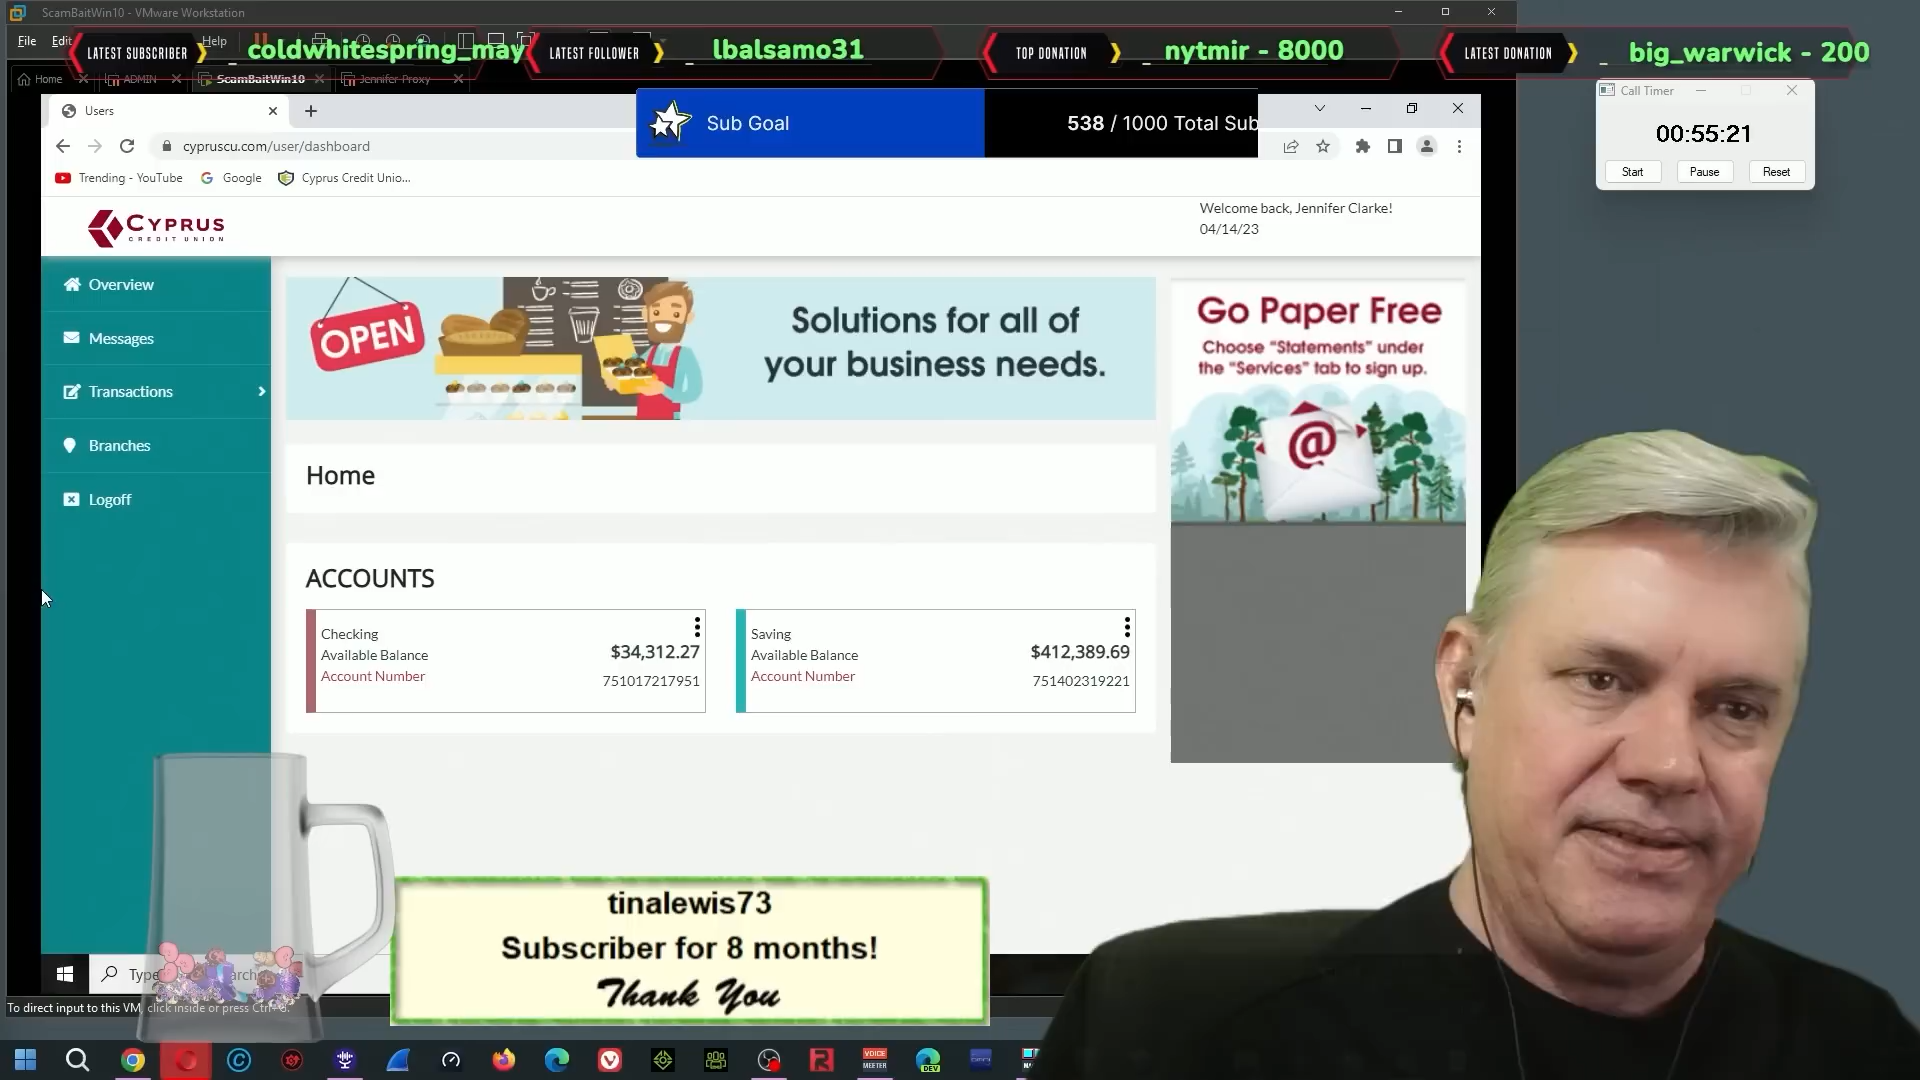 ScamBaitWin10 - VMware Workstation
File
Edit
Help
LATEST SUBSCRIBER
_ coldwhitespring_may
LATEST FOLLOWER
_ lbalsamo31
TOP DONATION
_ nytmir - 8000
LATEST DONATION
_ big_warwick - 200
Home
ADMIN
ScamBaitWin10
Jennifer Proxy
Call Timer
00:55:21
Start
Pause
Reset
Users
Sub Goal
538 / 1000 Total Sub
cypruscu.com/user/dashboard
Trending - YouTube
Google
Cyprus Credit Unio...
CYPRUS
CREDIT UNION
Welcome back, Jennifer Clarke!
04/14/23
Overview
Messages
Transactions
Branches
Logoff
OPEN
Solutions for all of
your business needs.
Go Paper Free
Choose "Statements" under
the "Services" tab to sign up.
@
Home
ACCOUNTS
Checking
Available Balance
$34,312.27
Account Number
751017217951
Saving
Available Balance
$412,389.69
Account Number
751402319221
tinalewis73
Subscriber for 8 months!
Thank You
Type
To direct input to this VM, click inside or press Ctrl+G.
VOICE
MEETER
DEV